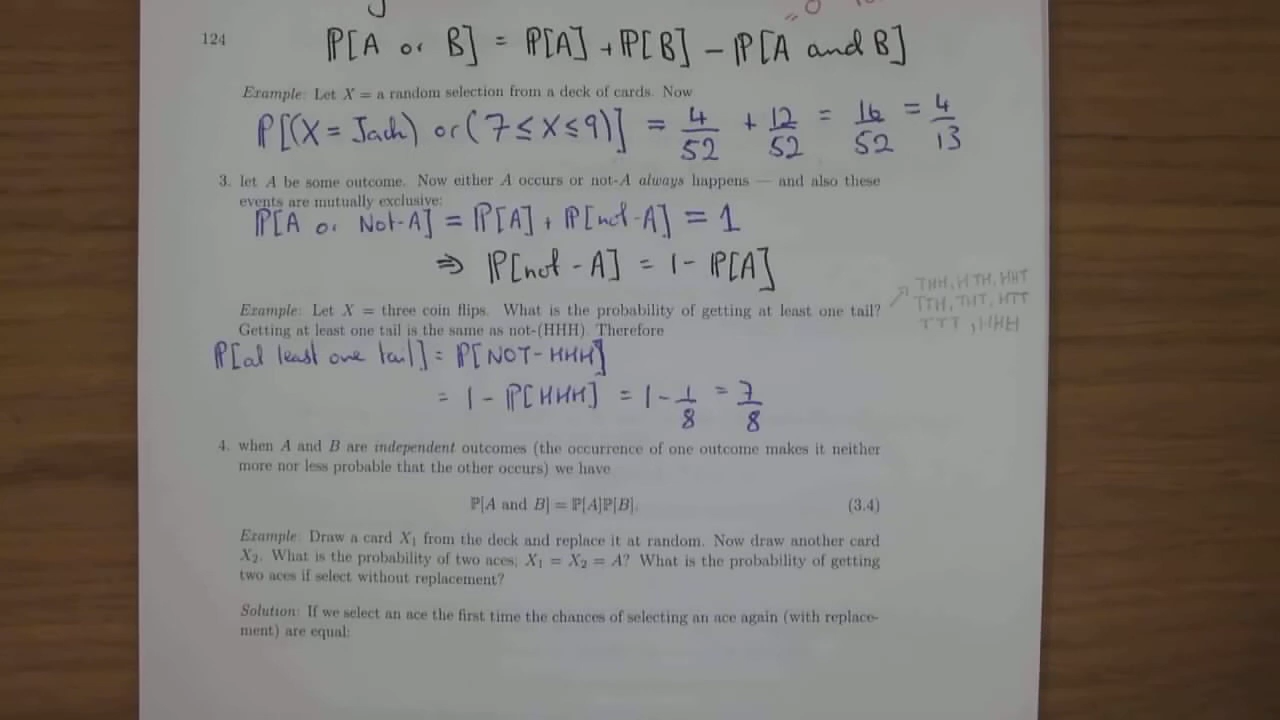 124
ℙ[A or B] = ℙ[A] + ℙ[B] − ℙ[A and B]
Example: Let X = a random selection from a deck of cards. Now
ℙ[(X = Jack) or (7 ≤ X ≤ 9)] = 4/52 + 12/52 = 16/52 = 4/13
3. let A be some outcome. Now either A occurs or not-A always happens — and also these
events are mutually exclusive:
ℙ[A or Not-A] = ℙ[A] + ℙ[not-A] = 1
⇒ ℙ[not-A] = 1 − ℙ[A]
Example: Let X = three coin flips. What is the probability of getting at least one tail?
Getting at least one tail is the same as not-(HHH). Therefore
THH, HTH, HHT
TTH, THT, HTT
TTT, HHH
ℙ[at least one tail] = ℙ[NOT-HHH]
= 1 − ℙ[HHH] = 1 − 1/8 = 7/8
4. when A and B are independent outcomes (the occurrence of one outcome makes it neither
more nor less probable that the other occurs) we have
ℙ[A and B] = ℙ[A]ℙ[B]. (3.4)
Example: Draw a card X₁ from the deck and replace it at random. Now draw another card
X₂. What is the probability of two aces; X₁ = X₂ = A? What is the probability of getting
two aces if select without replacement?
Solution: If we select an ace the first time the chances of selecting an ace again (with replace-
ment) are equal: